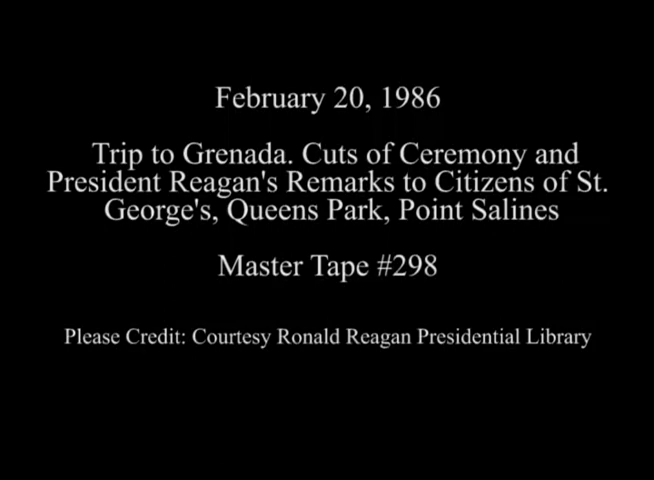 February 20, 1986
Trip to Grenada. Cuts of Ceremony and
President Reagan's Remarks to Citizens of St.
George's, Queens Park, Point Salines
Master Tape #298
Please Credit: Courtesy Ronald Reagan Presidential Library